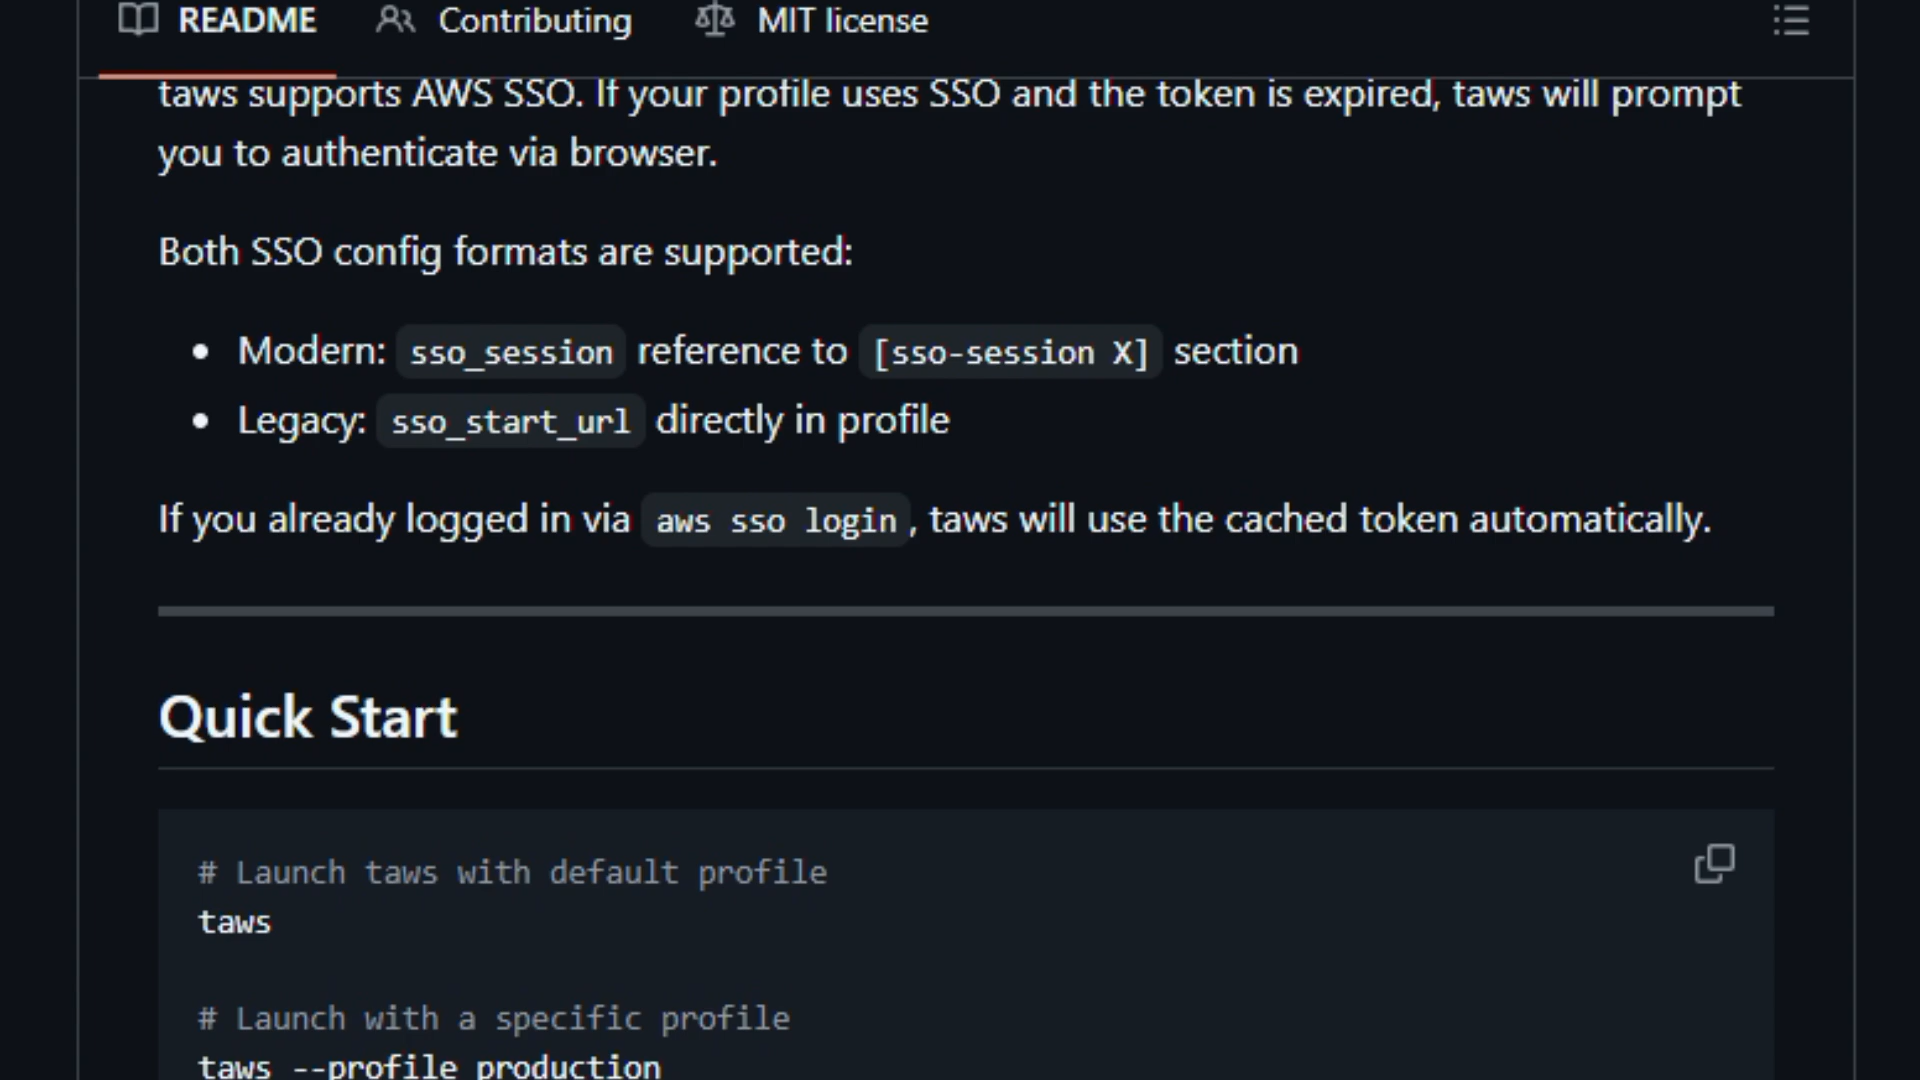 README Contributing MIT license
taws supports AWS SSO. If your profile uses SSO and the token is expired, taws will prompt
you to authenticate via browser.
Both SSO config formats are supported:
Modern: sso_session reference to [sso-session X] section
Legacy: sso_start_url directly in profile
If you already logged in via aws sso login, taws will use the cached token automatically.
Quick Start
# Launch taws with default profile
taws
# Launch with a specific profile
taws --profile production